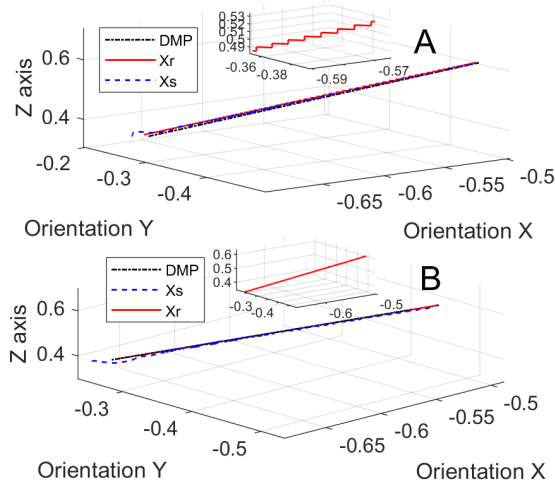 0.53
0.52
0.51
0.5
0.49
-0.36
-0.38
-0.59
-0.57
A
DMP
Xr
Xs
0.6
0.4
Z axis
-0.2
-0.3
-0.4
-0.65
-0.6
-0.55
-0.5
Orientation Y
Orientation X
DMP
Xs
Xr
0.6
0.5
0.4
-0.3
-0.4
-0.6
-0.5
B
0.6
0.4
Z axis
-0.3
-0.4
-0.5
-0.65
-0.6
-0.55
-0.5
Orientation Y
Orientation X